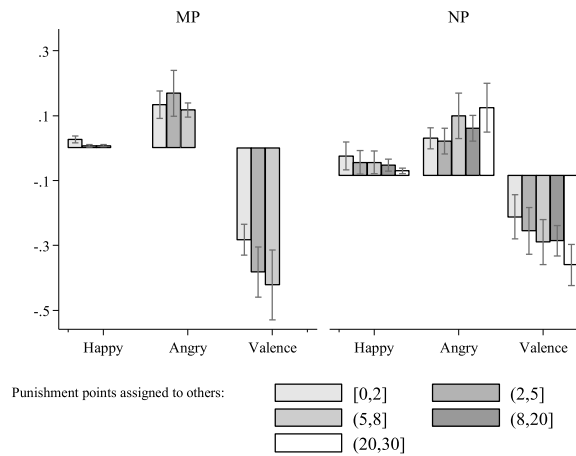 MP NP
.3
.1
-.1
-.3
-.5
Happy Angry Valence Happy Angry Valence
Punishment points assigned to others: [0,2] (2,5]
(5,8] (8,20]
(20,30]